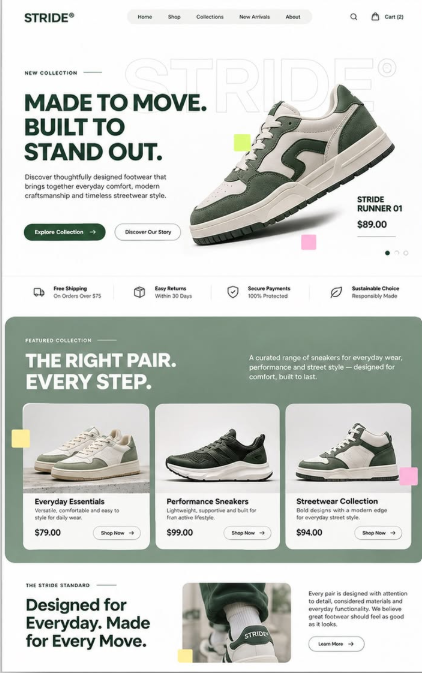 STRIDE®
Home Shop Collections New Arrivals About
Cart (2)
STRIDE®
NEW COLLECTION
MADE TO MOVE.
BUILT TO
STAND OUT.
Discover thoughtfully designed footwear that
brings together everyday comfort, modern
craftsmanship and timeless streetwear style.
Explore Collection →
Discover Our Story
STRIDE
RUNNER 01
$89.00
Free Shipping
On Orders Over $75
Easy Returns
Within 30 Days
Secure Payments
100% Protected
Sustainable Choice
Responsibly Made
FEATURED COLLECTION
THE RIGHT PAIR.
EVERY STEP.
A curated range of sneakers for everyday wear,
performance and street style — designed for
comfort, built to last.
Everyday Essentials
Versatile, comfortable and easy to
style for daily wear.
$79.00
Shop Now →
Performance Sneakers
Lightweight, supportive and built for
active lifestyle.
$99.00
Shop Now →
Streetwear Collection
Bold designs with a modern edge
for everyday street style.
$94.00
Shop Now →
THE STRIDE STANDARD
Designed for
Everyday. Made
for Every Move.
STRIDE
Every pair is designed with attention
to detail, considered materials and
everyday functionality. We believe
great footwear should feel as good
as it looks.
Learn More →